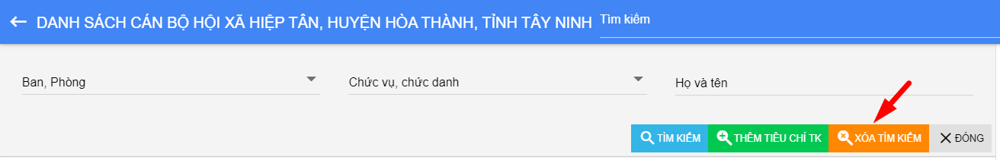 DANH SÁCH CÁN BỘ HỘI XÃ HIỆP TÂN, HUYỆN HÒA THÀNH, TỈNH TÂY NINH Tìm kiếm
Ban, Phòng Chức vụ, chức danh Họ và tên
TÌM KIẾM THÊM TIÊU CHÍ TK XÓA TÌM KIẾM ĐÓNG